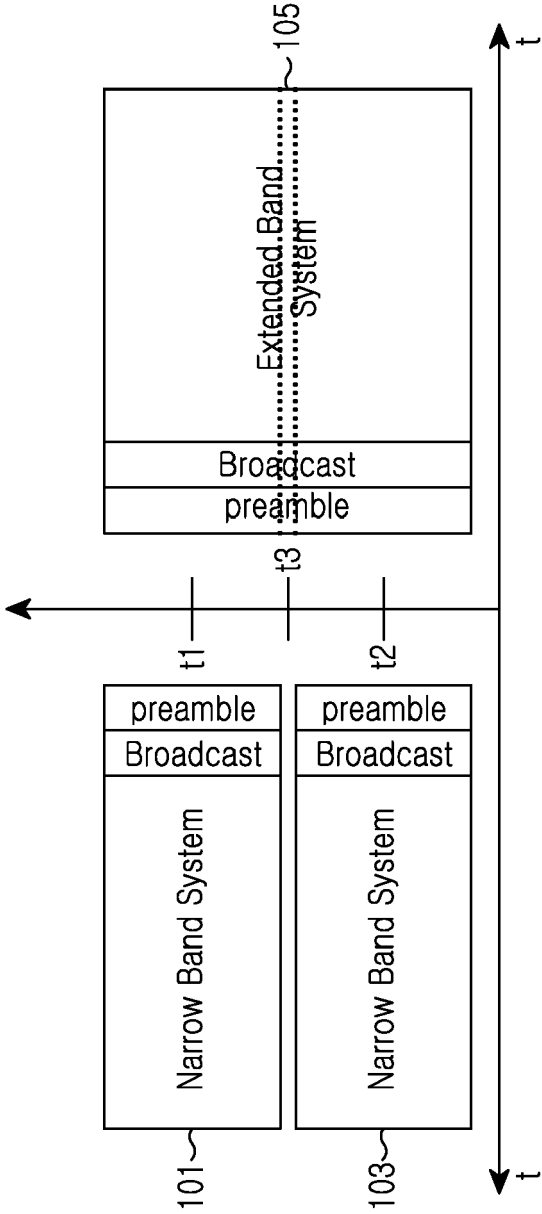 101
Narrow Band System
Broadcast
preamble
103
Narrow Band System
Broadcast
preamble
t1
t3
t2
preamble
Broadcast
Extended Band
System
105
t
t